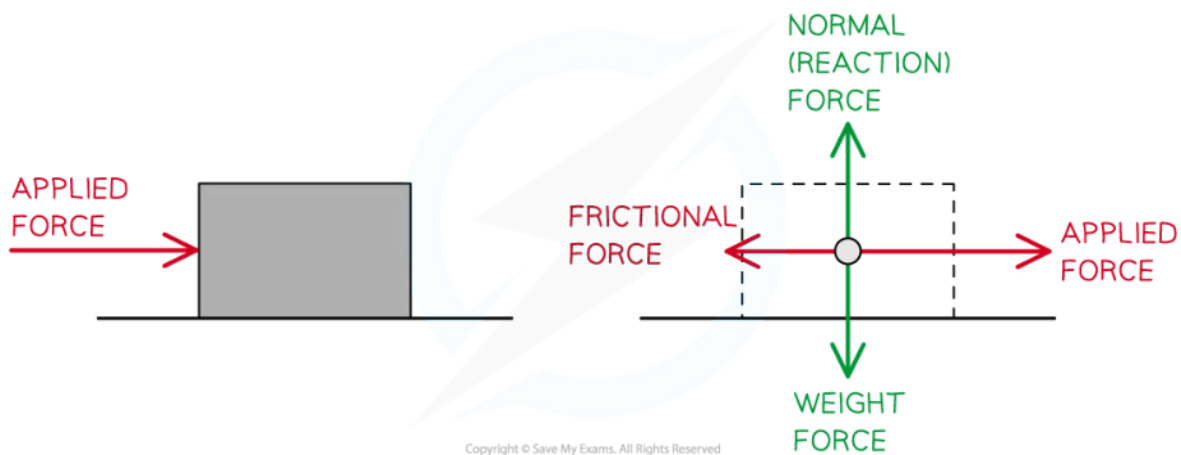 APPLIED
FORCE
NORMAL
(REACTION)
FORCE
FRICTIONAL
FORCE
APPLIED
FORCE
WEIGHT
FORCE
Copyright © Save My Exams. All Rights Reserved